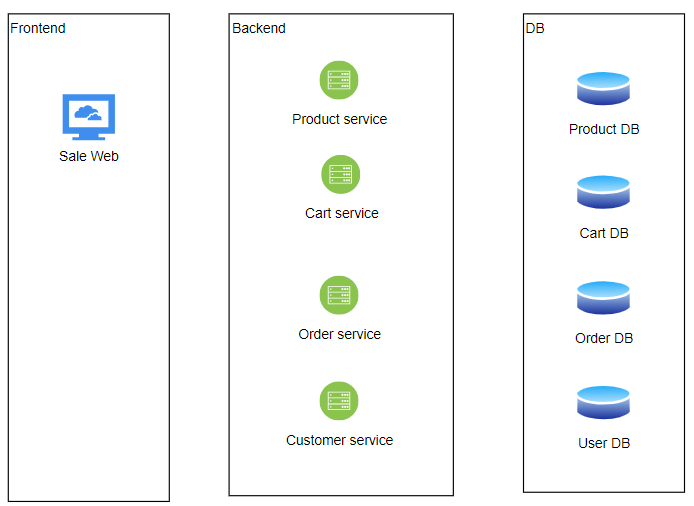 Frontend
Sale Web
Backend
Product service
Cart service
Order service
Customer service
DB
Product DB
Cart DB
Order DB
User DB